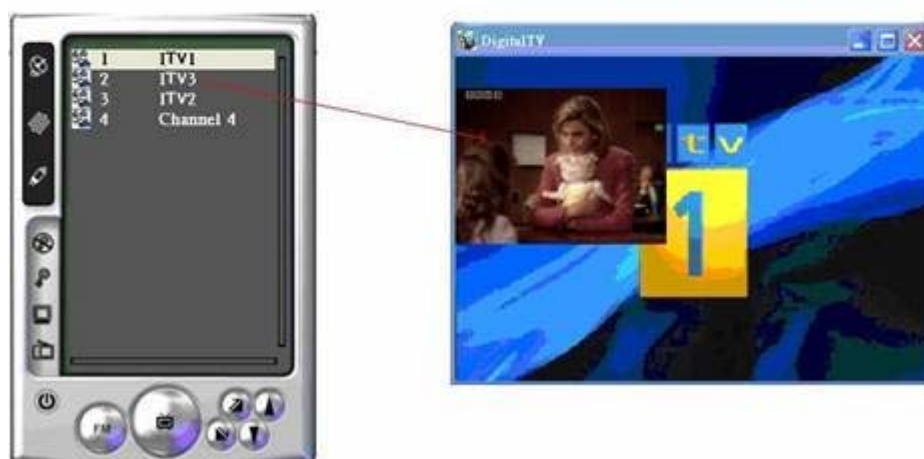 1 ITV1
2 ITV3
3 ITV2
4 Channel 4
FM
DigitalTV
tv
1